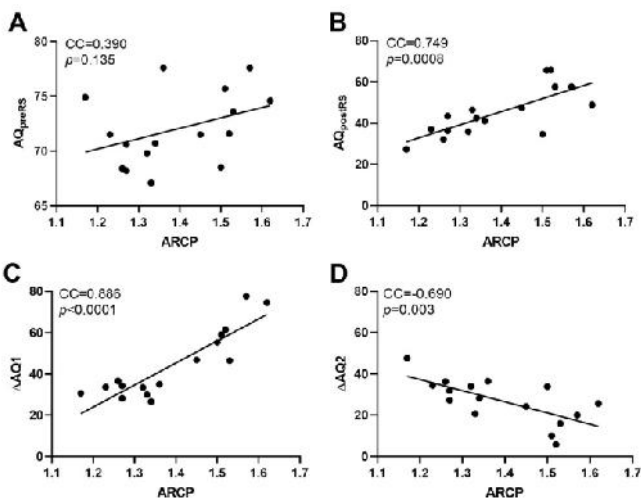 A
CC=0.390
p=0.135
80
75
70
65
AQpreRS
1.1 1.2 1.3 1.4 1.5 1.6 1.7
ARCP
B
CC=0.749
p=0.0008
80
60
40
20
0
AQpostRS
1.1 1.2 1.3 1.4 1.5 1.6 1.7
ARCP
C
CC=0.886
p<0.0001
80
60
40
20
0
ΔAQ1
1.1 1.2 1.3 1.4 1.5 1.6 1.7
ARCP
D
CC=-0.690
p=0.003
80
60
40
20
0
ΔAQ2
1.1 1.2 1.3 1.4 1.5 1.6 1.7
ARCP